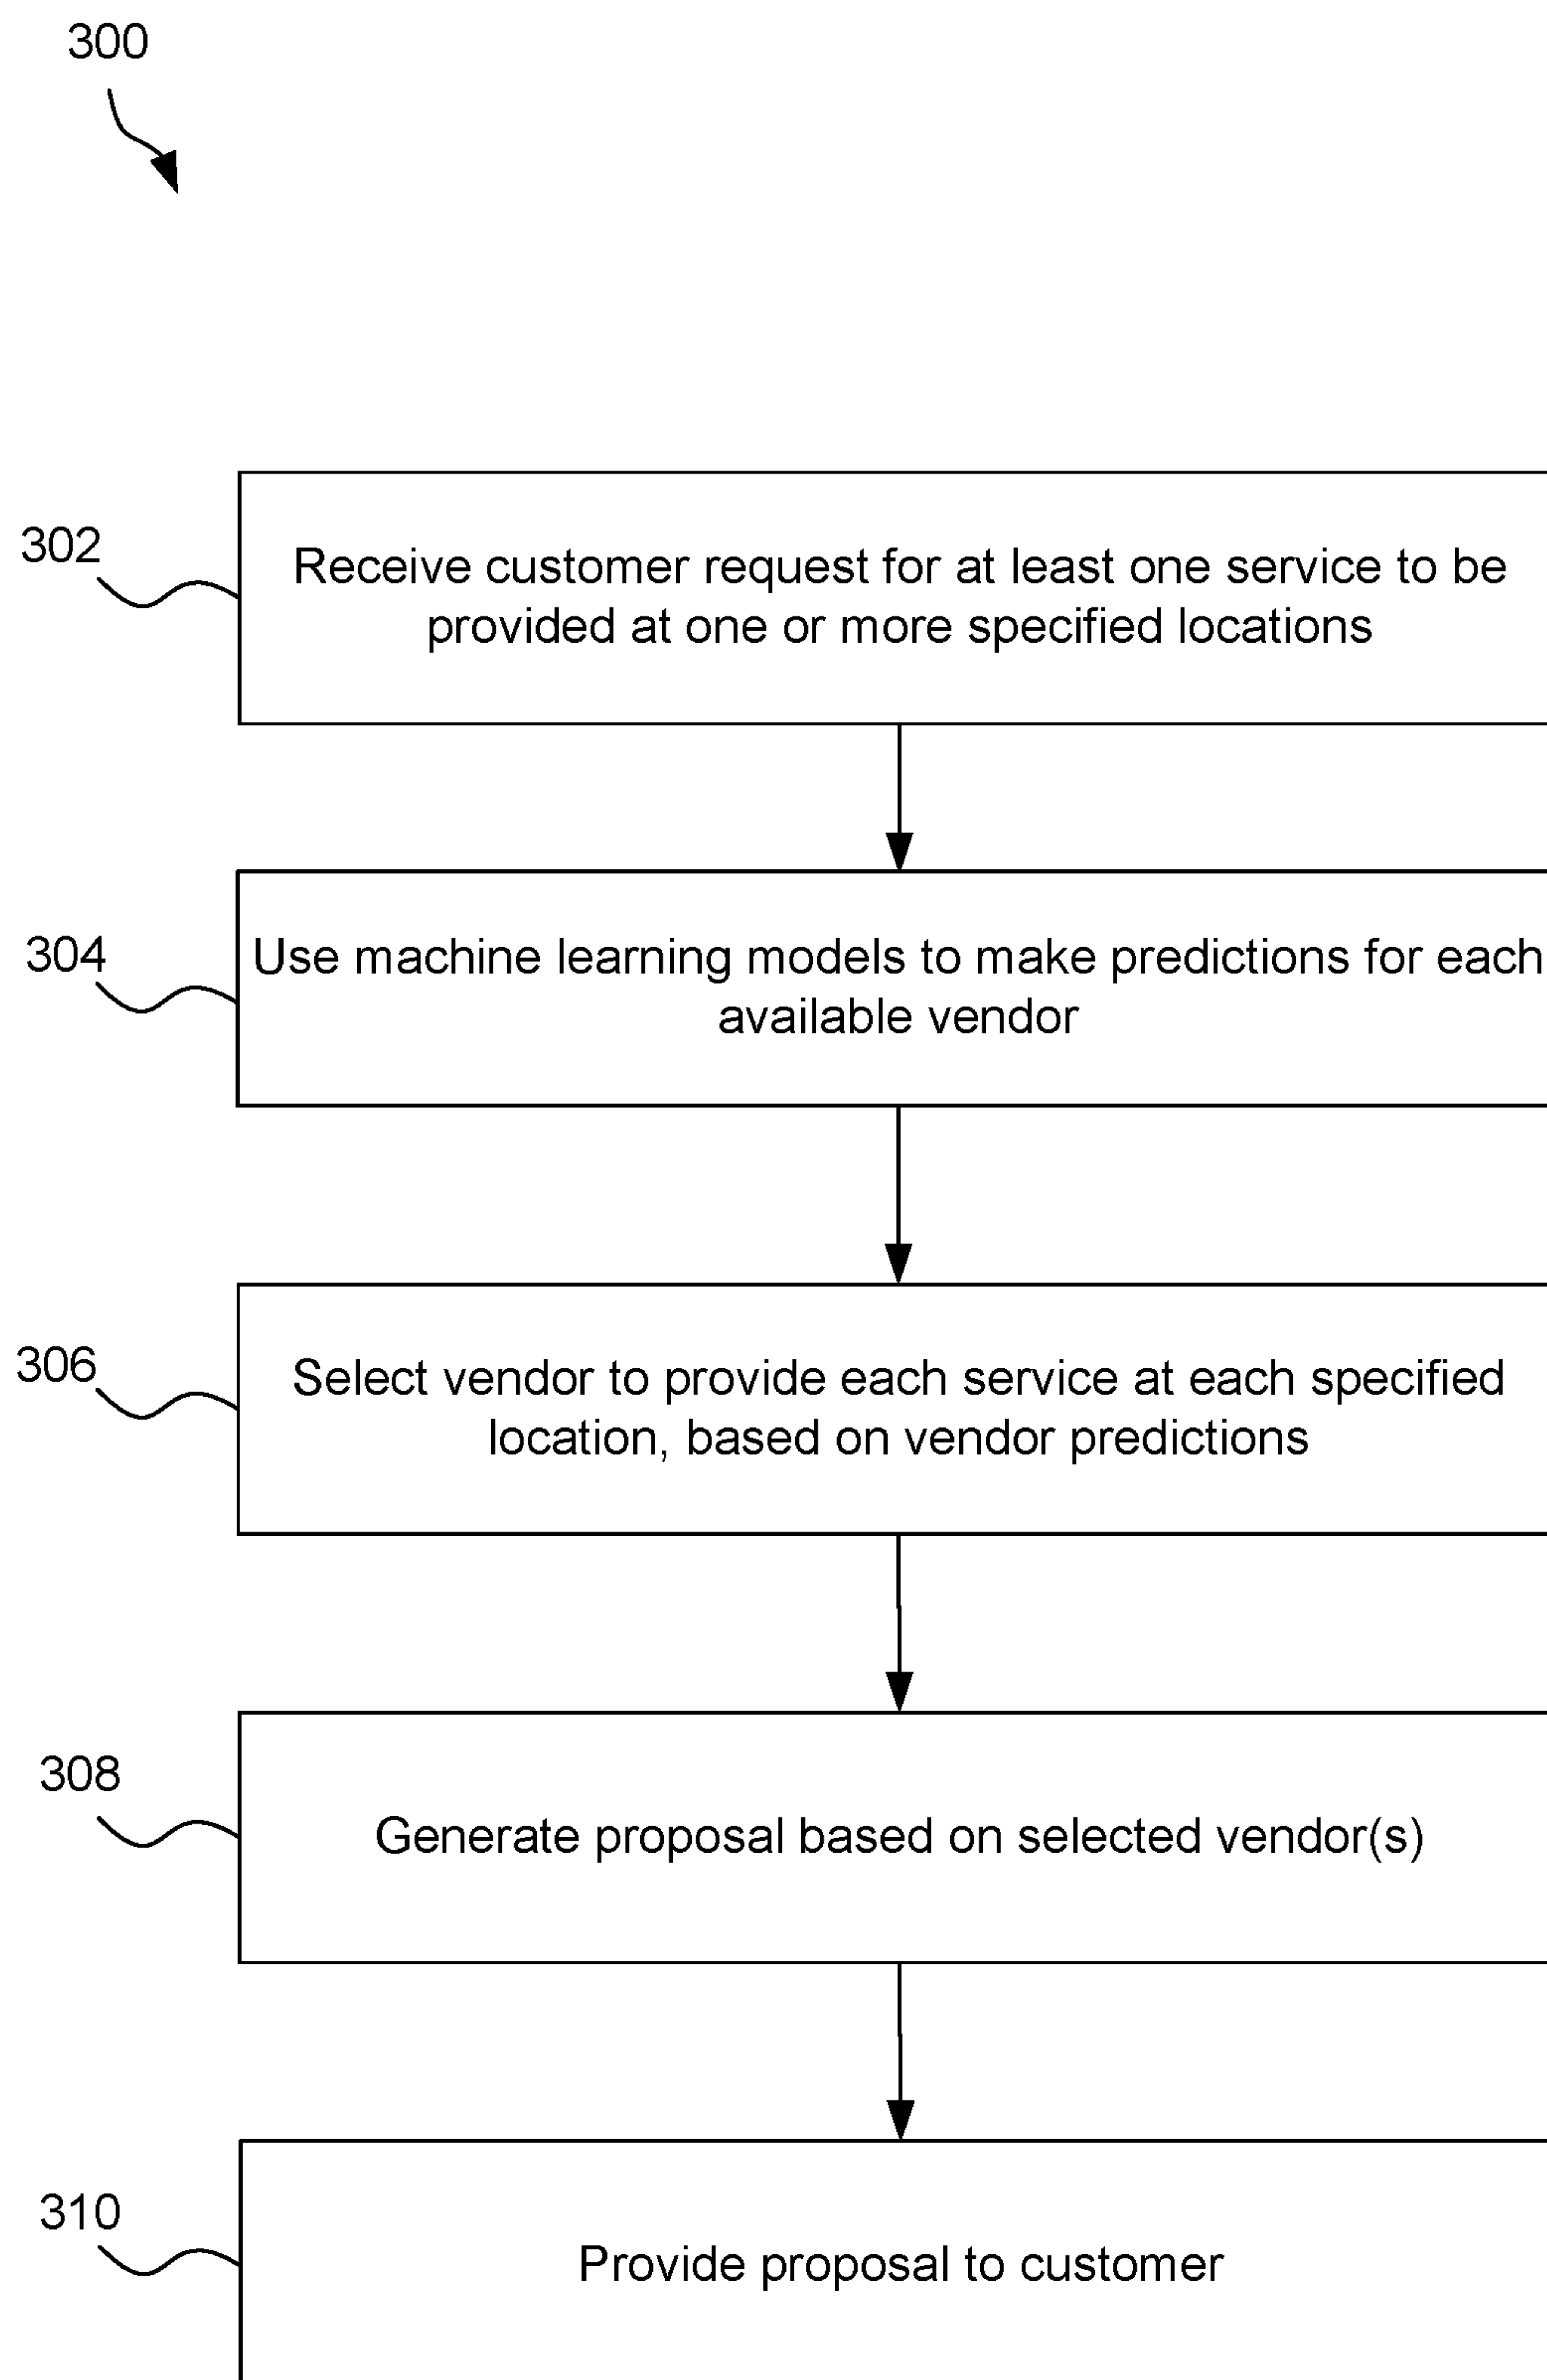 300
302
Receive customer request for at least one service to be
provided at one or more specified locations
304
Use machine learning models to make predictions for each
available vendor
306
Select vendor to provide each service at each specified
location, based on vendor predictions
308
Generate proposal based on selected vendor(s)
310
Provide proposal to customer